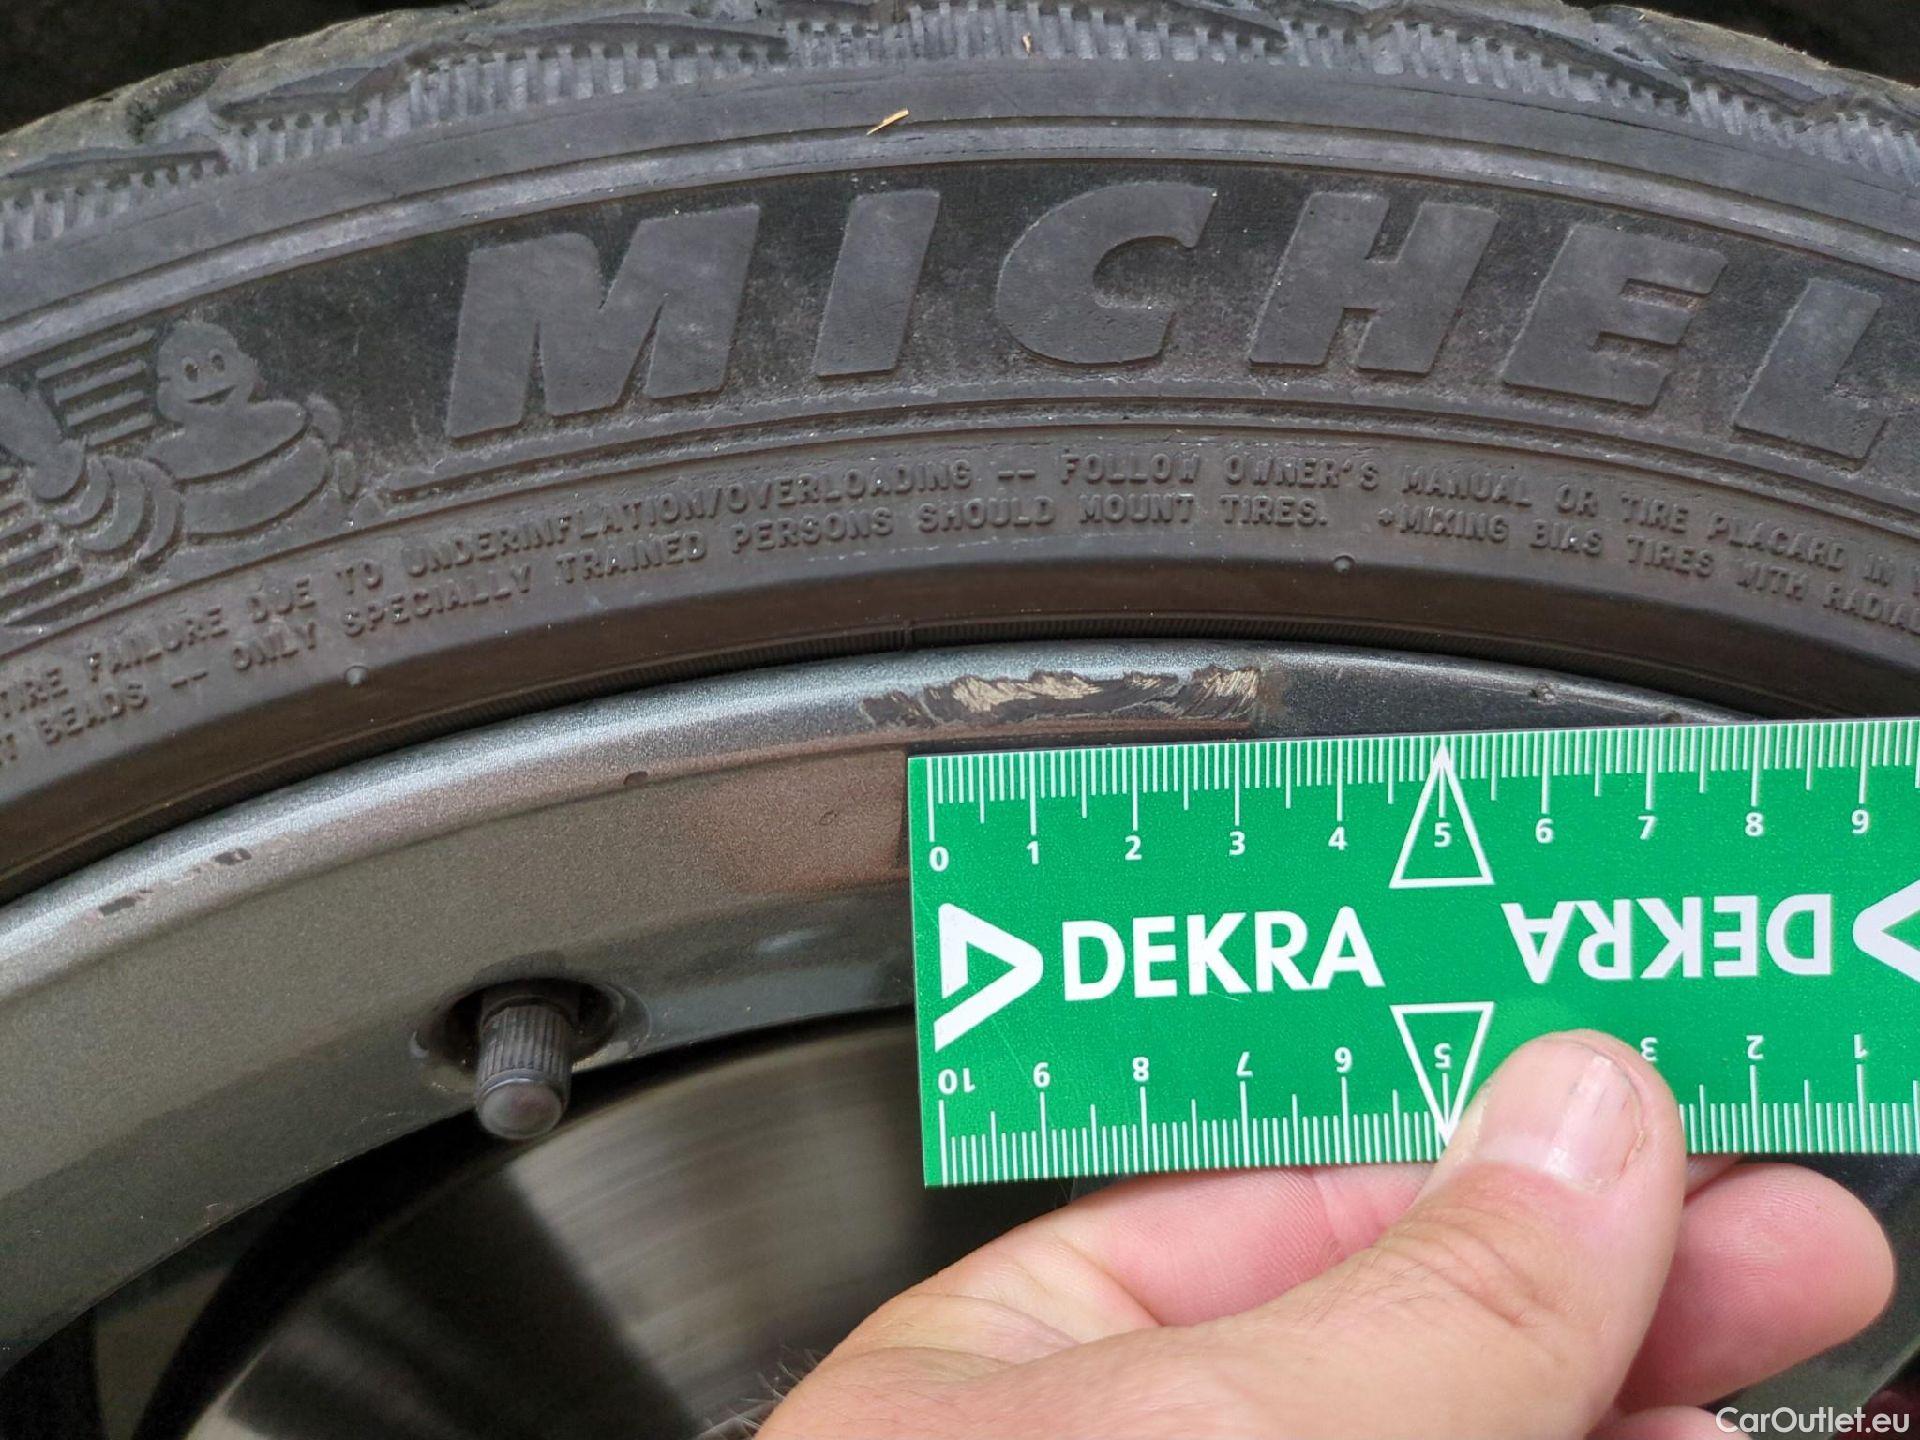 MICHEL
TIRE FAILURE DUE TO UNDERINFLATION/OVERLOADING -- FOLLOW OWNER'S MANUAL OR TIRE PLACARD IN
BEADS -- ONLY SPECIALLY TRAINED PERSONS SHOULD MOUNT TIRES. *MIXING BIAS TIRES WITH RADIAL
0 1 2 3 4 5 6 7 8 9
DEKRA DEKRA
10 9 8 7 6 5 3 2 1
CarOutlet.eu